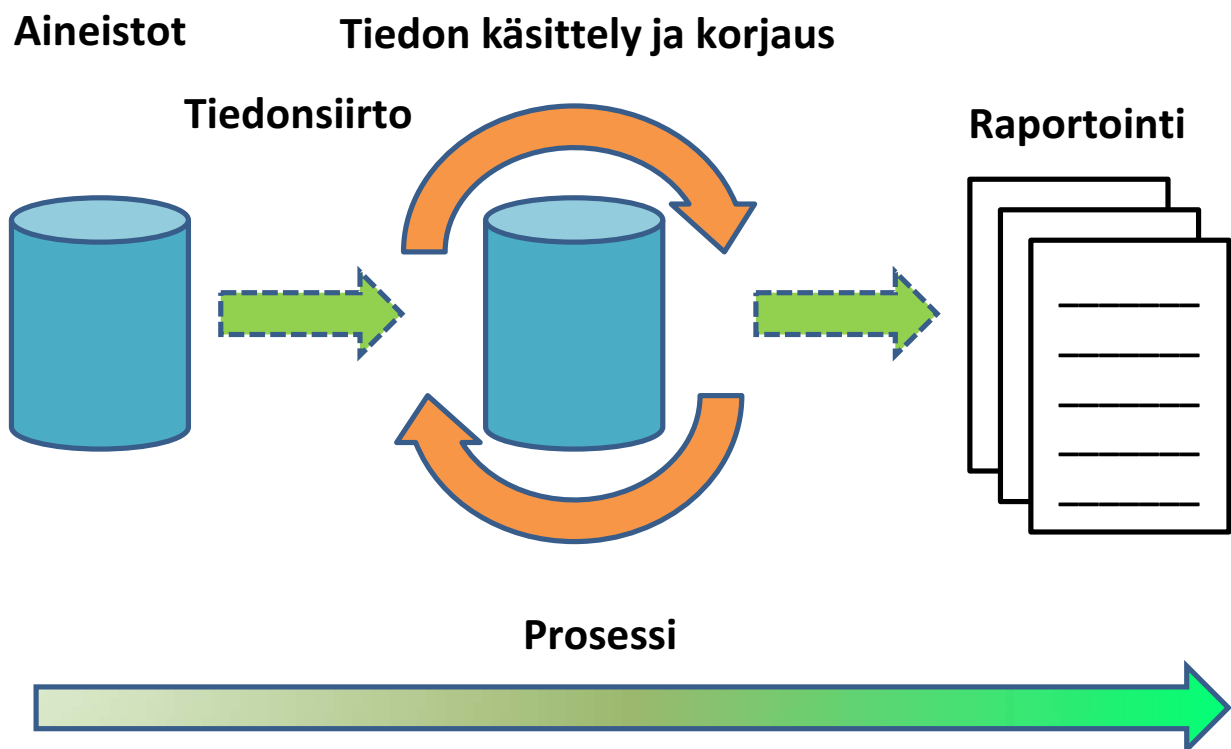 Aineistot
Tiedon käsittely ja korjaus
Tiedonsiirto
Raportointi
Prosessi